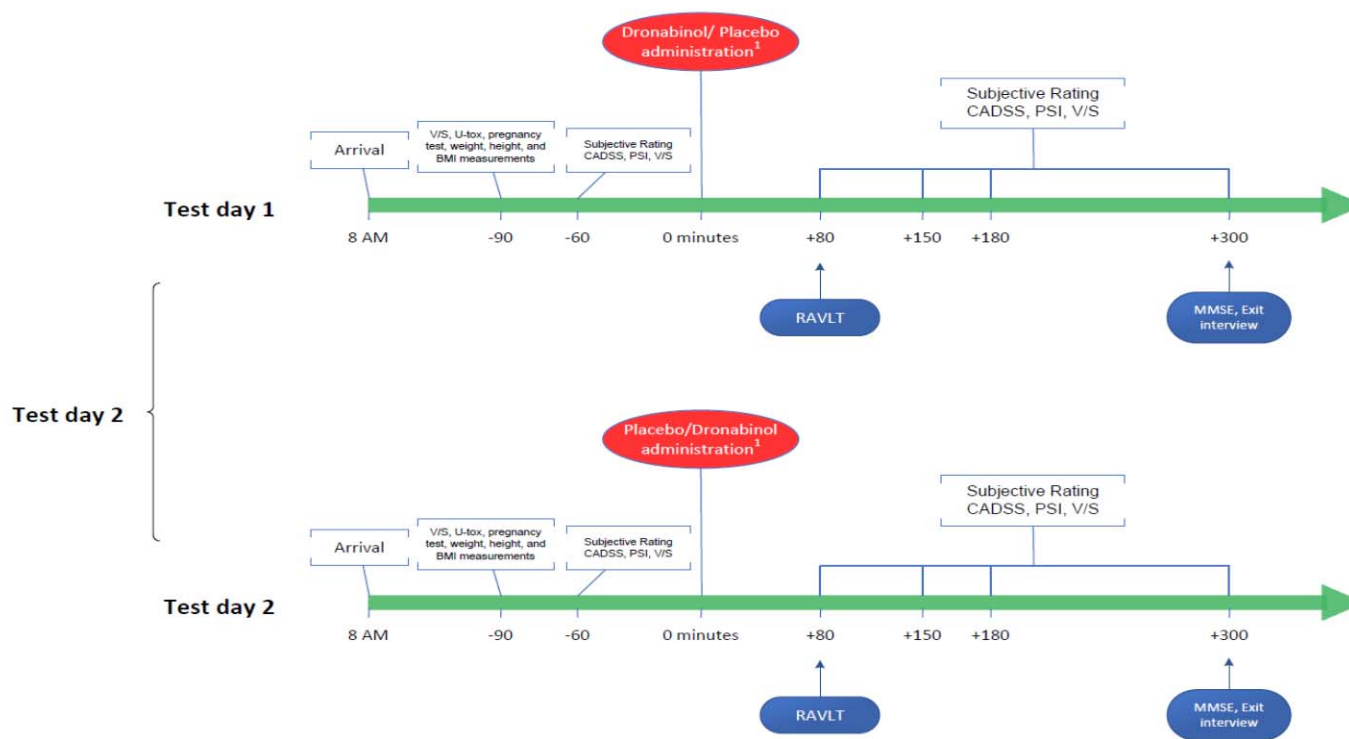 Dronabinol/ Placebo
administration1
Subjective Rating
CADSS, PSI, V/S
Arrival
V/S, U-tox, pregnancy
test, weight, height, and
BMI measurements
Subjective Rating
CADSS, PSI, V/S
Test day 1
8 AM -90 -60 0 minutes +80 +150 +180 +300
RAVLT
MMSE, Exit
interview
Test day 2
Placebo/Dronabinol
administration1
Subjective Rating
CADSS, PSI, V/S
Arrival
V/S, U-tox, pregnancy
test, weight, height, and
BMI measurements
Subjective Rating
CADSS, PSI, V/S
Test day 2
8 AM -90 -60 0 minutes +80 +150 +180 +300
RAVLT
MMSE, Exit
interview